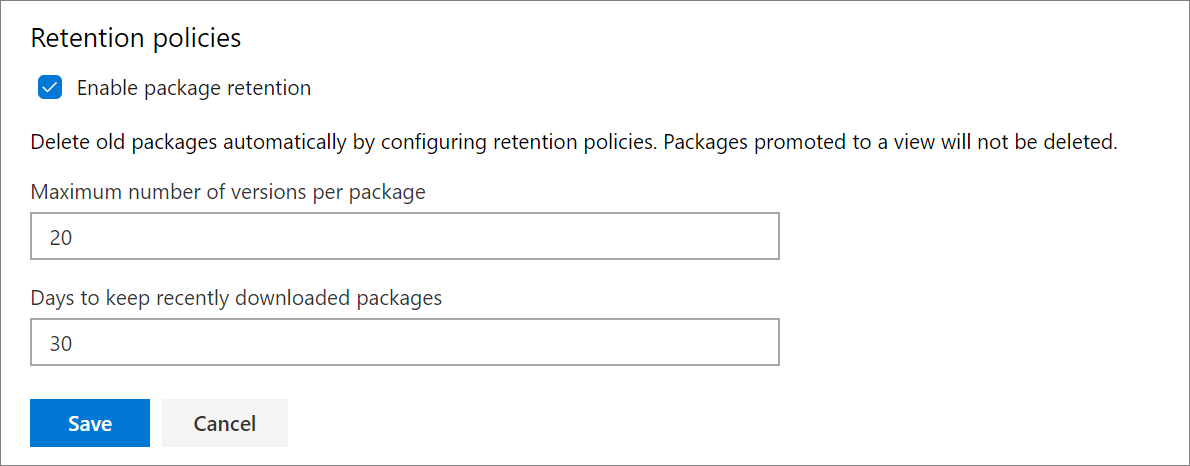 Retention policies
Enable package retention
Delete old packages automatically by configuring retention policies. Packages promoted to a view will not be deleted.
Maximum number of versions per package
20
Days to keep recently downloaded packages
30
Save Cancel